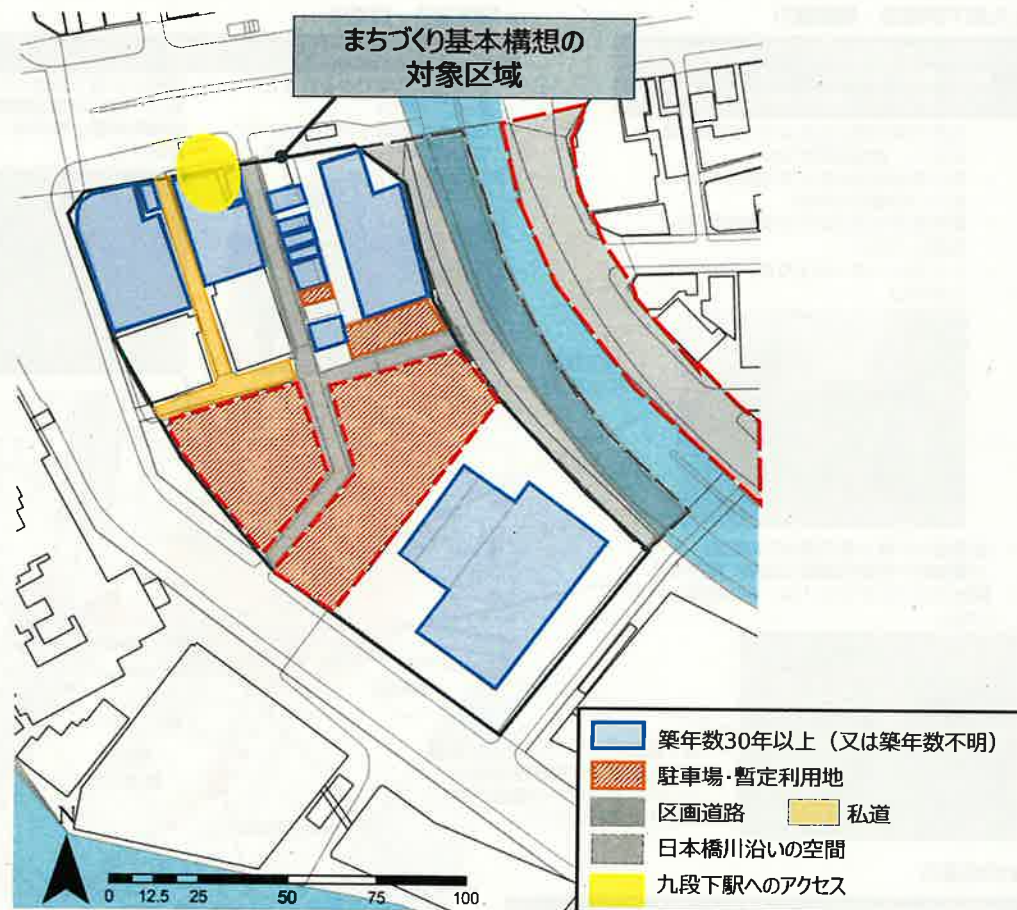 まちづくり基本構想の
対象区域
築年数30年以上（又は築年数不明）
駐車場・暫定利用地
区画道路 私道
日本橋川沿いの空間
九段下駅へのアクセス
N
0 12.5 25 50 75 100